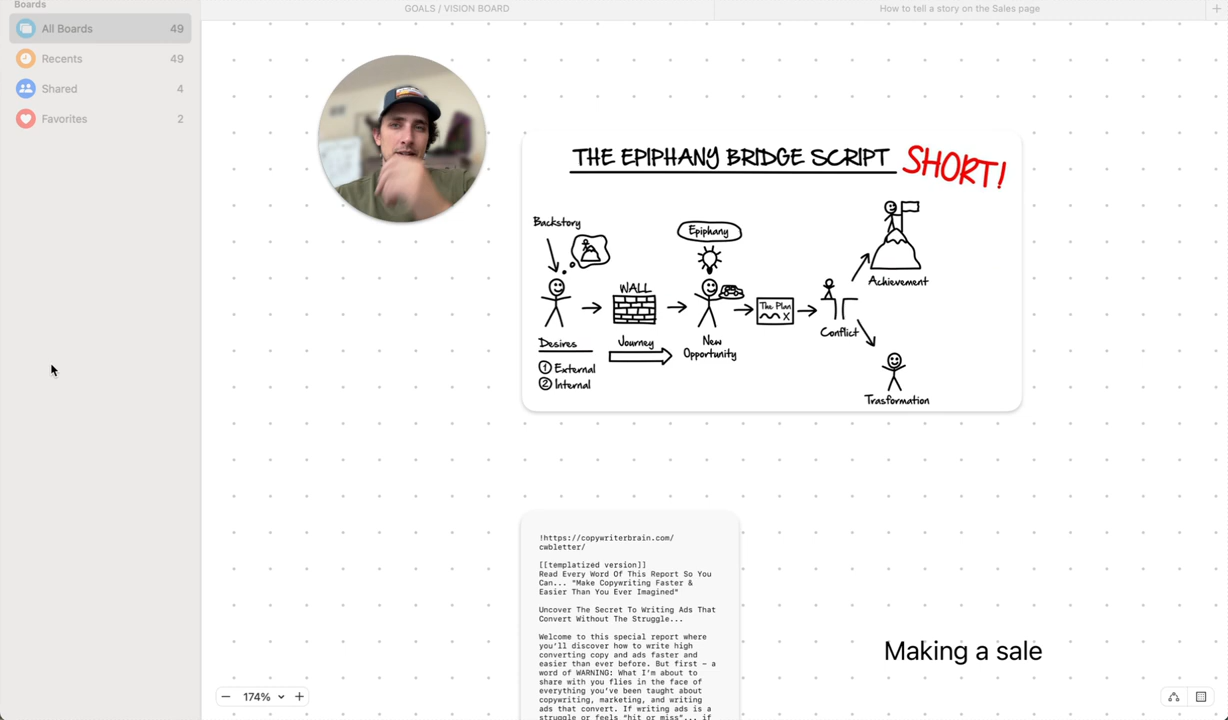 Boards
All Boards 49
Recents 49
Shared 4
Favorites 2
GOALS / VISION BOARD
How to tell a story on the Sales page
THE EPIPHANY BRIDGE SCRIPT SHORT!
Backstory
Epiphany
WALL
The Plan
X
Achievement
Conflict
Desires
Journey
New
Opportunity
1 External
2 Internal
Trasformation
!https://copywriterbrain.com/
cwbletter/
[[templatized version]]
Read Every Word Of This Report So You
Can... "Make Copywriting Faster &
Easier Than You Ever Imagined"
Uncover The Secret To Writing Ads That
Convert Without The Struggle...
Welcome to this special report where
you'll discover how to write high
converting copy and ads faster and
easier than ever before. But first – a
word of WARNING: What I'm about to
share with you flies in the face of
everything you've been taught about
copywriting, marketing, and writing
ads that convert. If writing ads is a
struggle or feels "hit or miss"... if
Making a sale
174%